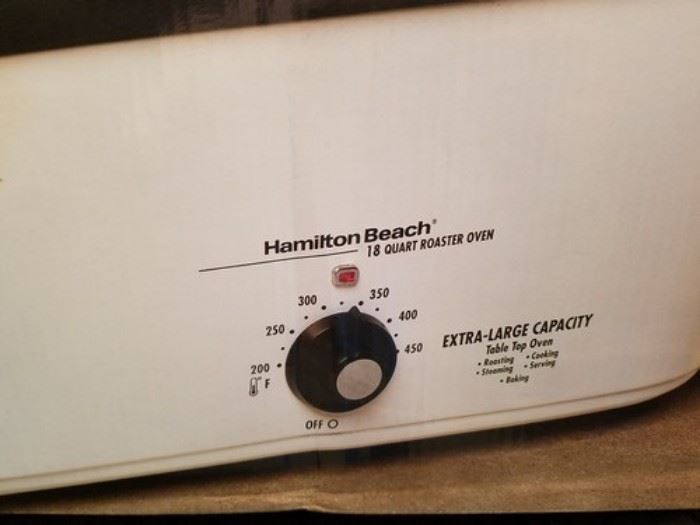 Hamilton Beach®
18 QUART ROASTER OVEN
300
350
250
400
200
450
°F
OFF O
EXTRA-LARGE CAPACITY
Table Top Oven
• Roasting • Cooking
• Steaming • Serving
• Baking